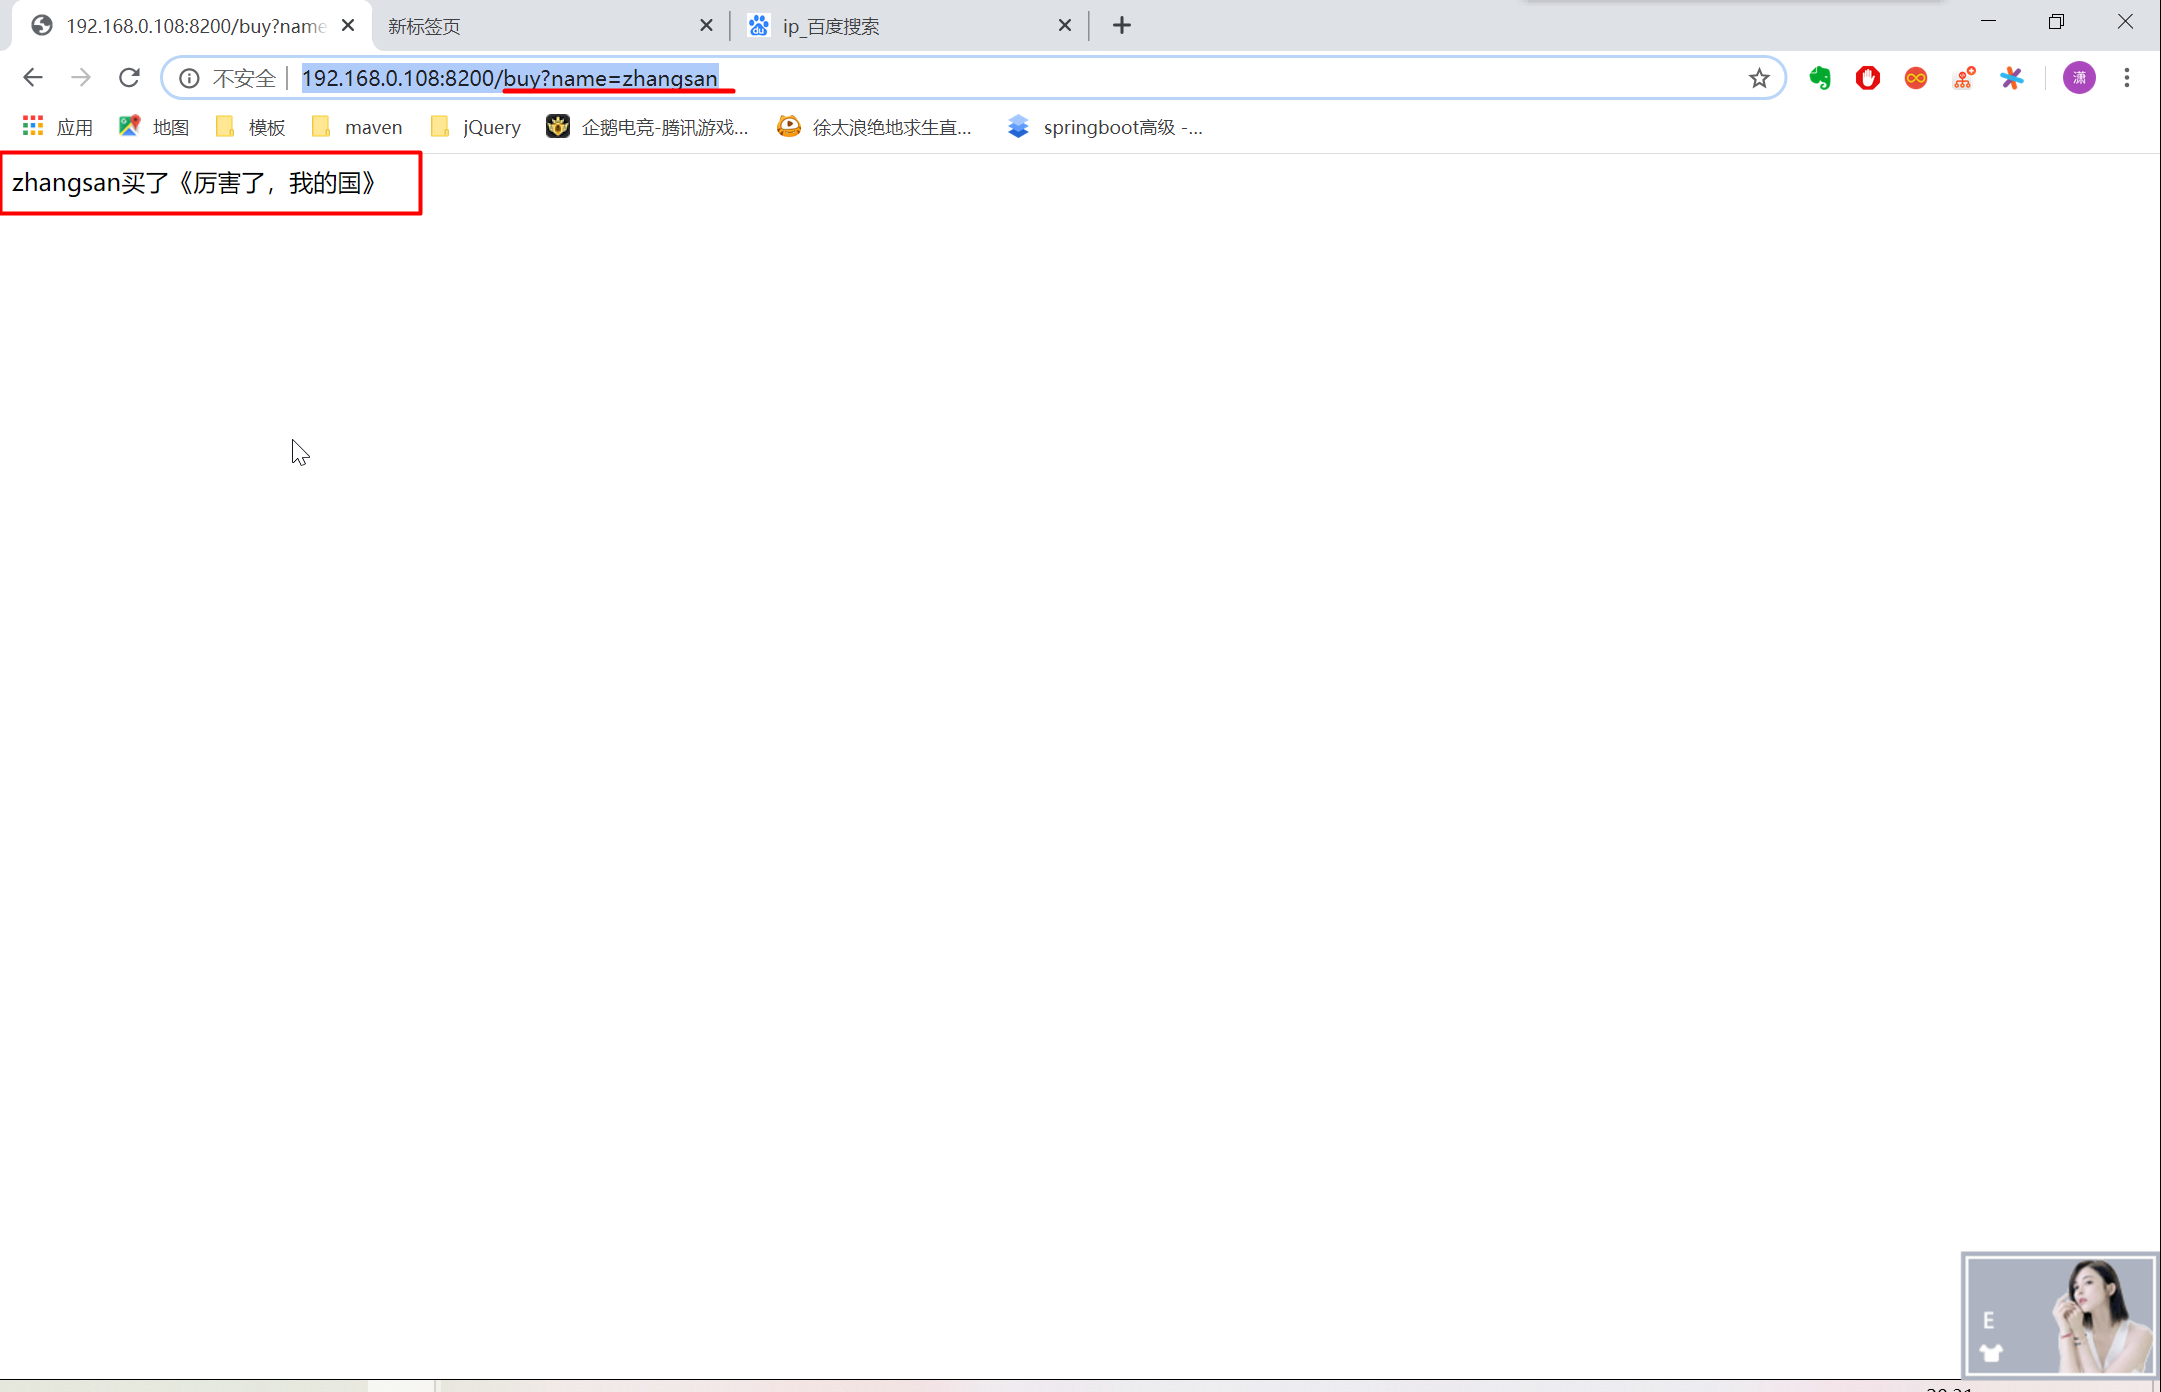 192.168.0.108:8200/buy?name
新标签页
ip_百度搜索
不安全 192.168.0.108:8200/buy?name=zhangsan
潇
应用 地图 模板 maven jQuery 企鹅电竞-腾讯游戏... 徐太浪绝地求生直... springboot高级 -...
zhangsan买了《厉害了，我的国》
E